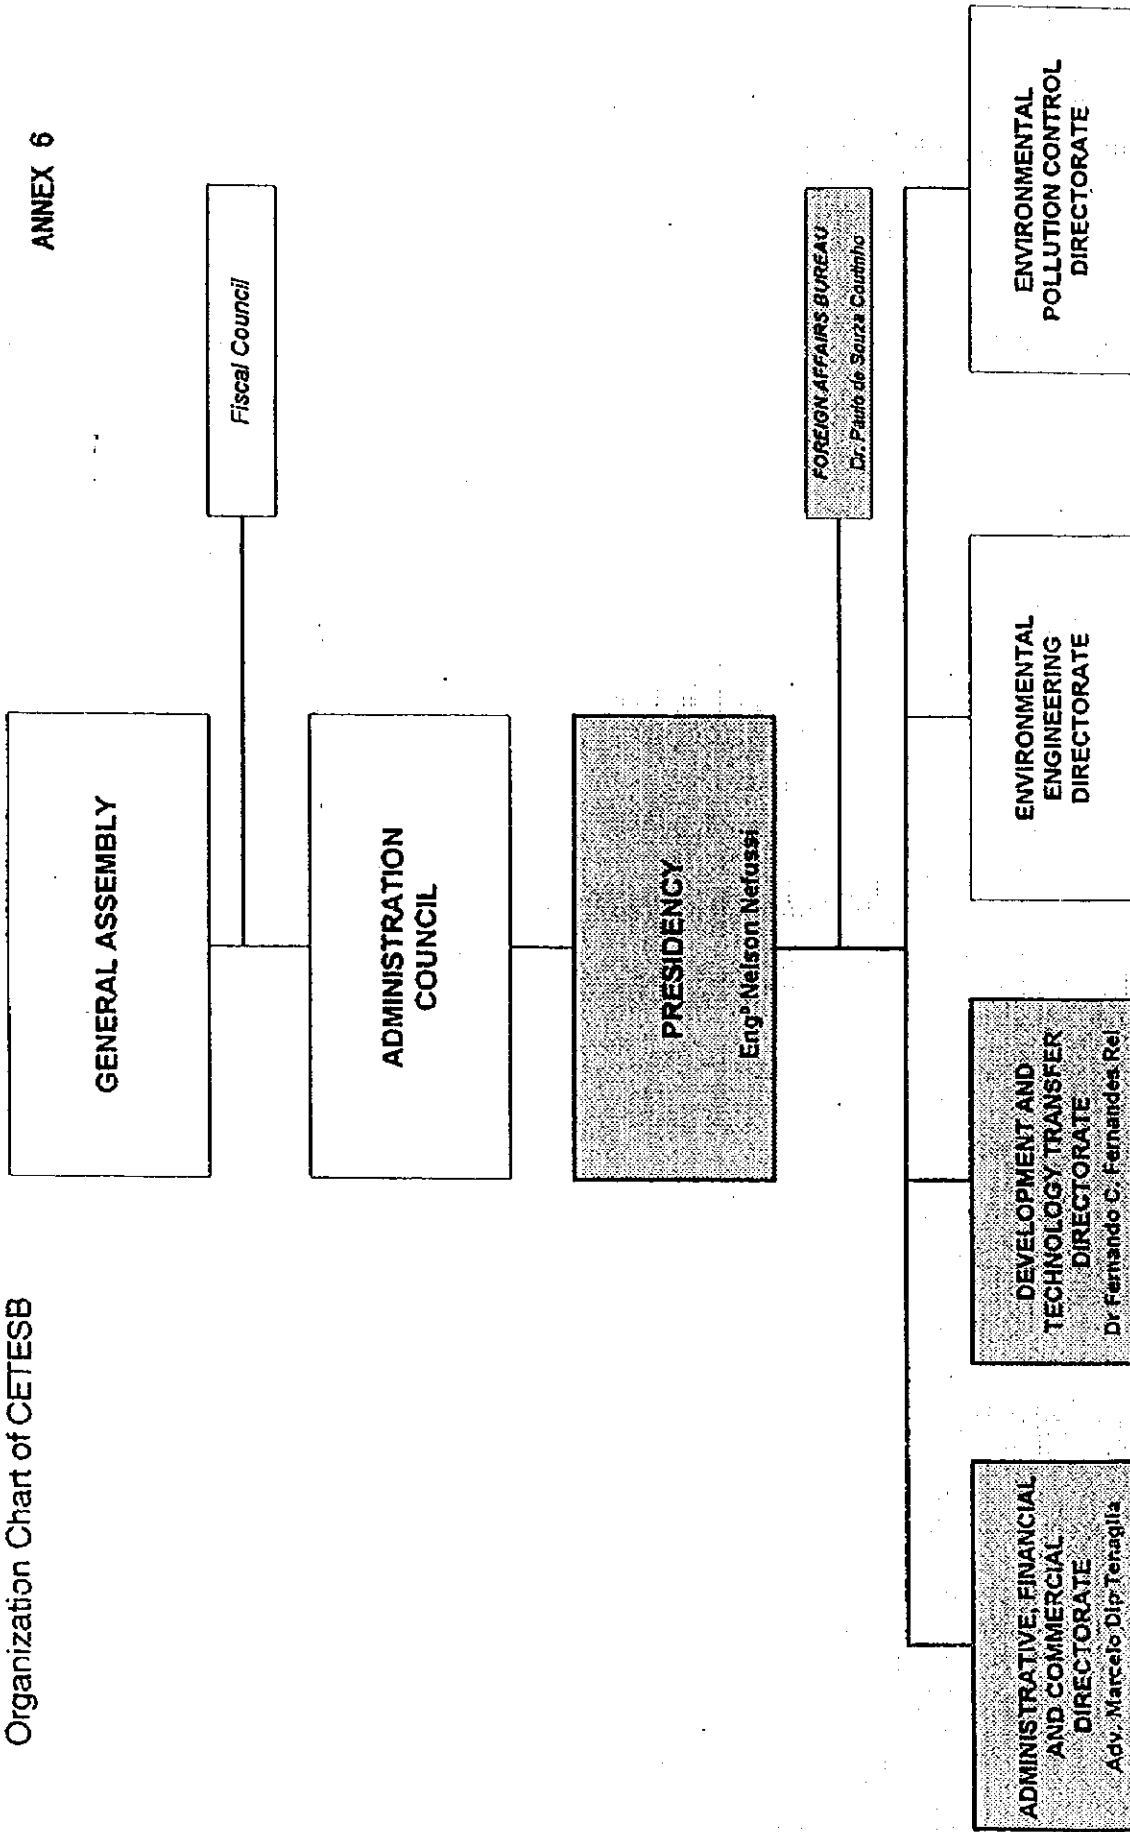 Organization Chart of CETESB
ANNEX 6
GENERAL ASSEMBLY
Fiscal Council
ADMINISTRATION
COUNCIL
PRESIDENCY
Engº Nelson Nefussi
FOREIGN AFFAIRS BUREAU
Dr. Paulo de Souza Coutinho
ADMINISTRATIVE, FINANCIAL
AND COMMERCIAL
DIRECTORATE
Adv. Marcelo Dip Tenaglia
DEVELOPMENT AND
TECHNOLOGY TRANSFER
DIRECTORATE
Dr Fernando C. Fernandes Rei
ENVIRONMENTAL
ENGINEERING
DIRECTORATE
ENVIRONMENTAL
POLLUTION CONTROL
DIRECTORATE